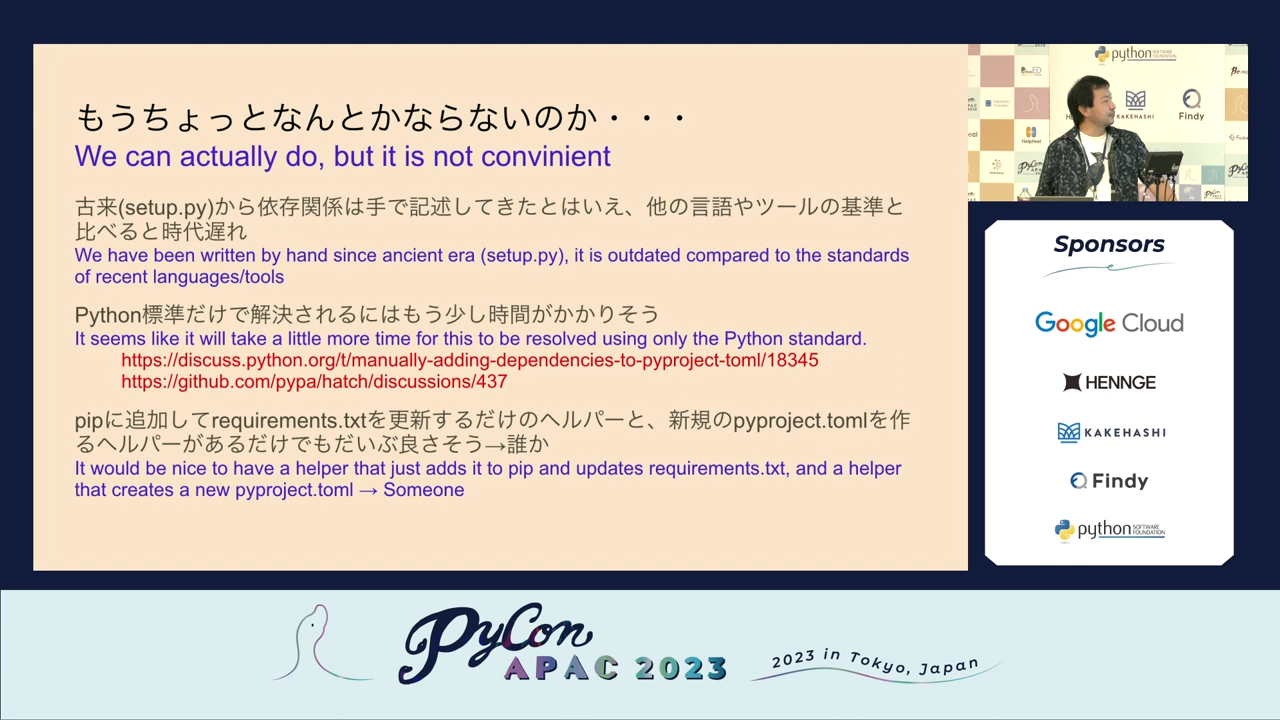 もうちょっとなんとかならないのか・・・
We can actually do, but it is not convinient
古来(setup.py)から依存関係は手で記述してきたとはいえ、他の言語やツールの基準と
比べると時代遅れ
We have been written by hand since ancient era (setup.py), it is outdated compared to the standards
of recent languages/tools
Python標準だけで解決されるにはもう少し時間がかかりそう
It seems like it will take a little more time for this to be resolved using only the Python standard.
https://discuss.python.org/t/manually-adding-dependencies-to-pyproject-toml/18345
https://github.com/pypa/hatch/discussions/437
pipに追加してrequirements.txtを更新するだけのヘルパーと、新規のpyproject.tomlを作
るヘルパーがあるだけでもだいぶ良さそう→誰か
It would be nice to have a helper that just adds it to pip and updates requirements.txt, and a helper
that creates a new pyproject.toml → Someone
python
KAKEHASHI
Findy
Helpfeel
Sponsors
Google Cloud
HENNGE
KAKEHASHI
Findy
python SOFTWARE FOUNDATION
PyCon
APAC 2023
2023 in Tokyo, Japan